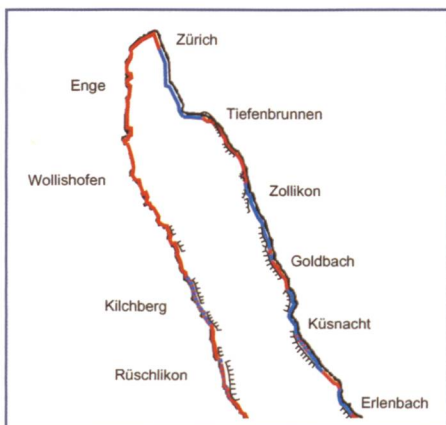 Zürich
Enge
Tiefenbrunnen
Wollishofen
Zollikon
Goldbach
Kilchberg
Küsnacht
Rüschlikon
Erlenbach